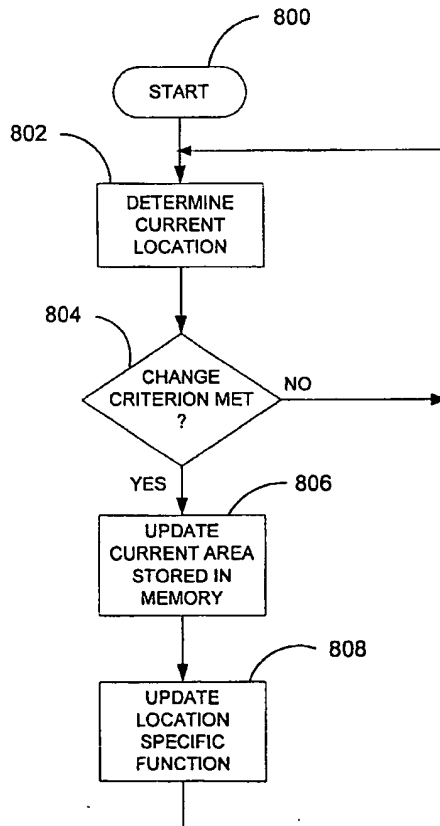 800
START
802
DETERMINE
CURRENT
LOCATION
804
CHANGE
CRITERION MET
?
NO
YES
806
UPDATE
CURRENT AREA
STORED IN
MEMORY
808
UPDATE
LOCATION
SPECIFIC
FUNCTION